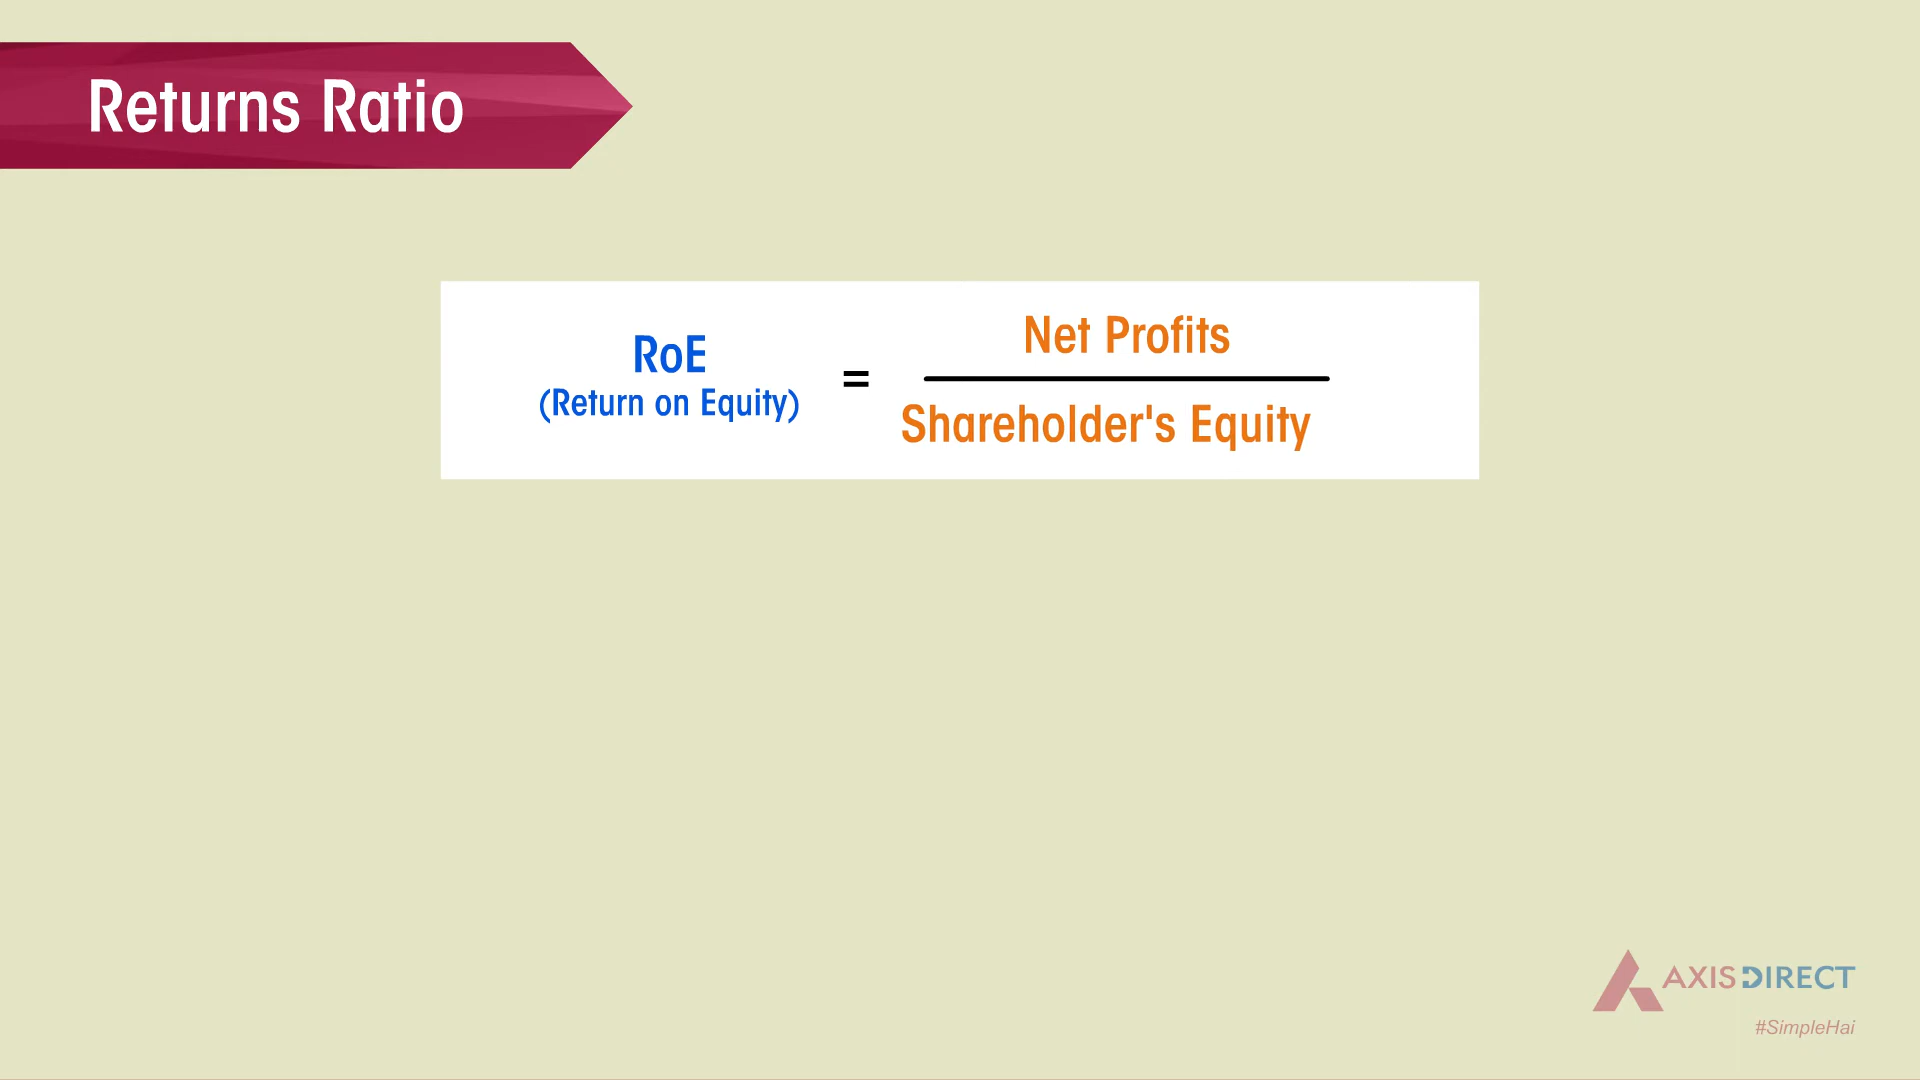 Returns Ratio
RoE
(Return on Equity)
=
Net Profits
Shareholder's Equity
AXIS DIRECT
#SimpleHai